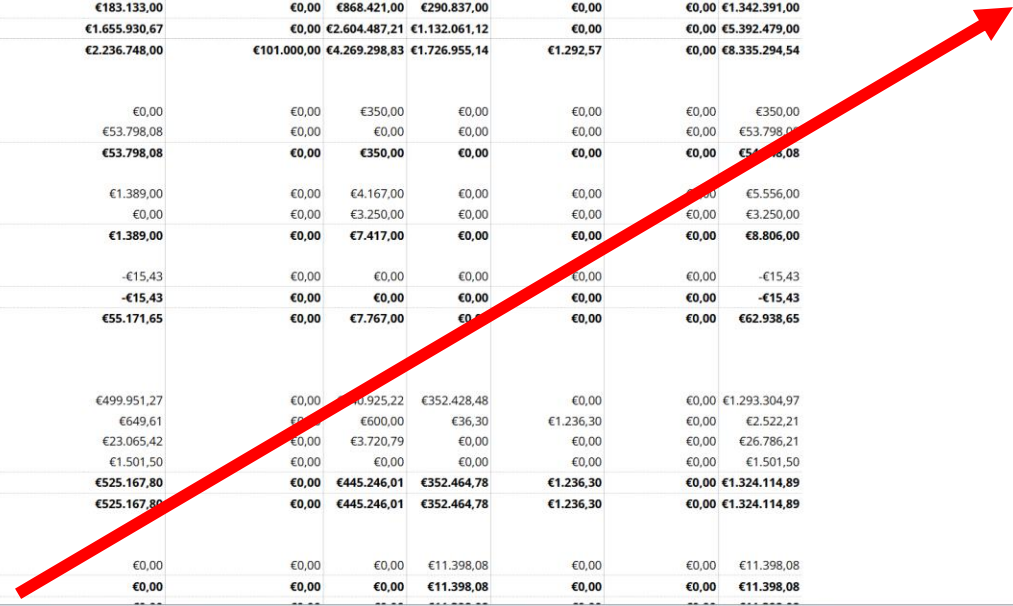 €183.133,00 €0,00 €868.421,00 €290.837,00 €0,00 €0,00 €1.342.391,00
€1.655.930,67 €0,00 €2.604.487,21 €1.132.061,12 €0,00 €0,00 €5.392.479,00
€2.236.748,00 €101.000,00 €4.269.298,83 €1.726.955,14 €1.292,57 €0,00 €8.335.294,54
€0,00 €0,00 €350,00 €0,00 €0,00 €0,00 €350,00
€53.798,08 €0,00 €0,00 €0,00 €0,00 €0,00
€53.798,08 €0,00 €350,00 €0,00 €0,00 €0,00
€1.389,00 €0,00 €4.167,00 €0,00 €0,00 €5.556,00
€0,00 €0,00 €3.250,00 €0,00 €0,00 €0,00 €3.250,00
€1.389,00 €0,00 €7.417,00 €0,00 €0,00 €0,00 €8.806,00
-€15,43 €0,00 €0,00 €0,00 €0,00 €0,00 -€15,43
-€15,43 €0,00 €0,00 €0,00 €0,00 €0,00 -€15,43
€55.171,65 €0,00 €7.767,00 €0,00 €0,00 €62.938,65
€499.951,27 €0,00 €352.428,48 €0,00 €0,00 €1.293.304,97
€649,61 €600,00 €36,30 €1.236,30 €0,00 €2.522,21
€23.065,42 €0,00 €3.720,79 €0,00 €0,00 €0,00 €26.786,21
€1.501,50 €0,00 €0,00 €0,00 €0,00 €0,00 €1.501,50
€525.167,80 €0,00 €445.246,01 €352.464,78 €1.236,30 €0,00 €1.324.114,89
€525.167,80 €0,00 €445.246,01 €352.464,78 €1.236,30 €0,00 €1.324.114,89
€0,00 €0,00 €0,00 €11.398,08 €0,00 €0,00 €11.398,08
€0,00 €0,00 €0,00 €11.398,08 €0,00 €0,00 €11.398,08